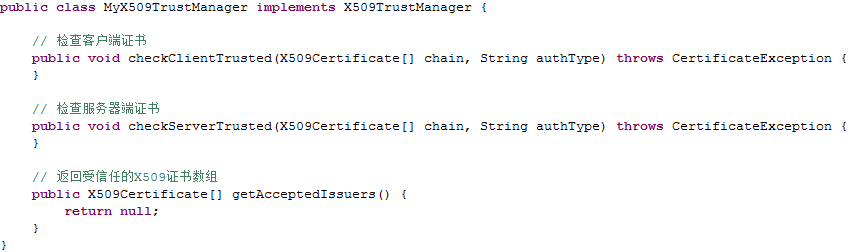 public class MyX509TrustManager implements X509TrustManager {
// 检查客户端证书
public void checkClientTrusted(X509Certificate[] chain, String authType) throws CertificateException {
}
// 检查服务器端证书
public void checkServerTrusted(X509Certificate[] chain, String authType) throws CertificateException {
}
// 返回受信任的X509证书数组
public X509Certificate[] getAcceptedIssuers() {
return null;
}
}